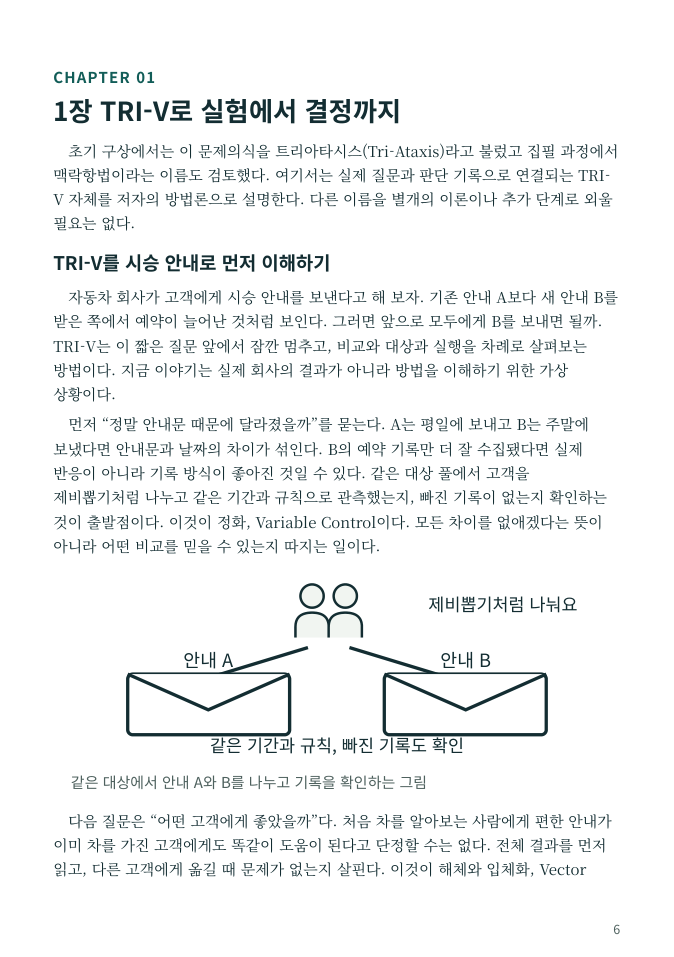 CHAPTER 01
1장 TRI-V로 실험에서 결정까지
초기 구상에서는 이 문제의식을 트리아타시스(Tri-Ataxis)라고 불렀고 집필 과정에서
맥락항법이라는 이름도 검토했다. 여기서는 실제 질문과 판단 기록으로 연결되는 TRI-
V 자체를 저자의 방법론으로 설명한다. 다른 이름을 별개의 이론이나 추가 단계로 외울
필요는 없다.
TRI-V를 시승 안내로 먼저 이해하기
자동차 회사가 고객에게 시승 안내를 보낸다고 해 보자. 기존 안내 A보다 새 안내 B를
받은 쪽에서 예약이 늘어난 것처럼 보인다. 그러면 앞으로 모두에게 B를 보내면 될까.
TRI-V는 이 짧은 질문 앞에서 잠깐 멈추고, 비교와 대상과 실행을 차례로 살펴보는
방법이다. 지금 이야기는 실제 회사의 결과가 아니라 방법을 이해하기 위한 가상
상황이다.
먼저 “정말 안내문 때문에 달라졌을까”를 묻는다. A는 평일에 보내고 B는 주말에
보냈다면 안내문과 날짜의 차이가 섞인다. B의 예약 기록만 더 잘 수집됐다면 실제
반응이 아니라 기록 방식이 좋아진 것일 수 있다. 같은 대상 풀에서 고객을
제비뽑기처럼 나누고 같은 기간과 규칙으로 관측했는지, 빠진 기록이 없는지 확인하는
것이 출발점이다. 이것이 정화, Variable Control이다. 모든 차이를 없애겠다는 뜻이
아니라 어떤 비교를 믿을 수 있는지 따지는 일이다.
제비뽑기처럼 나눠요
안내 A
안내 B
같은 기간과 규칙, 빠진 기록도 확인
같은 대상에서 안내 A와 B를 나누고 기록을 확인하는 그림
다음 질문은 “어떤 고객에게 좋았을까”다. 처음 차를 알아보는 사람에게 편한 안내가
이미 차를 가진 고객에게도 똑같이 도움이 된다고 단정할 수는 없다. 전체 결과를 먼저
읽고, 다른 고객에게 옮길 때 문제가 없는지 살핀다. 이것이 해체와 입체화, Vector
6